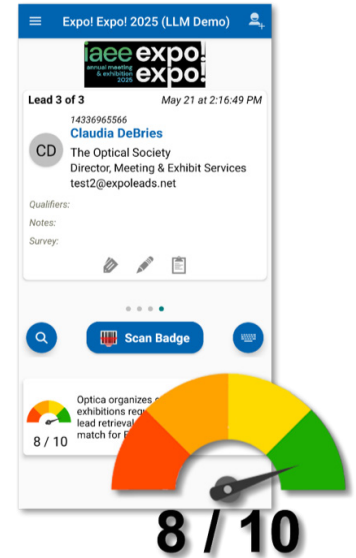 Expo! Expo! 2025 (LLM Demo)
iaee expo!
annual meeting
& exhibition
2025
expo!
Lead 3 of 3 May 21 at 2:16:49 PM
14336965566
CD
Claudia DeBries
The Optical Society
Director, Meeting & Exhibit Services
test2@expoleads.net
Qualifiers:
Notes:
Survey:
Scan Badge
Optica organizes
exhibitions
lead retrieval
match for
8 / 10
8 / 10